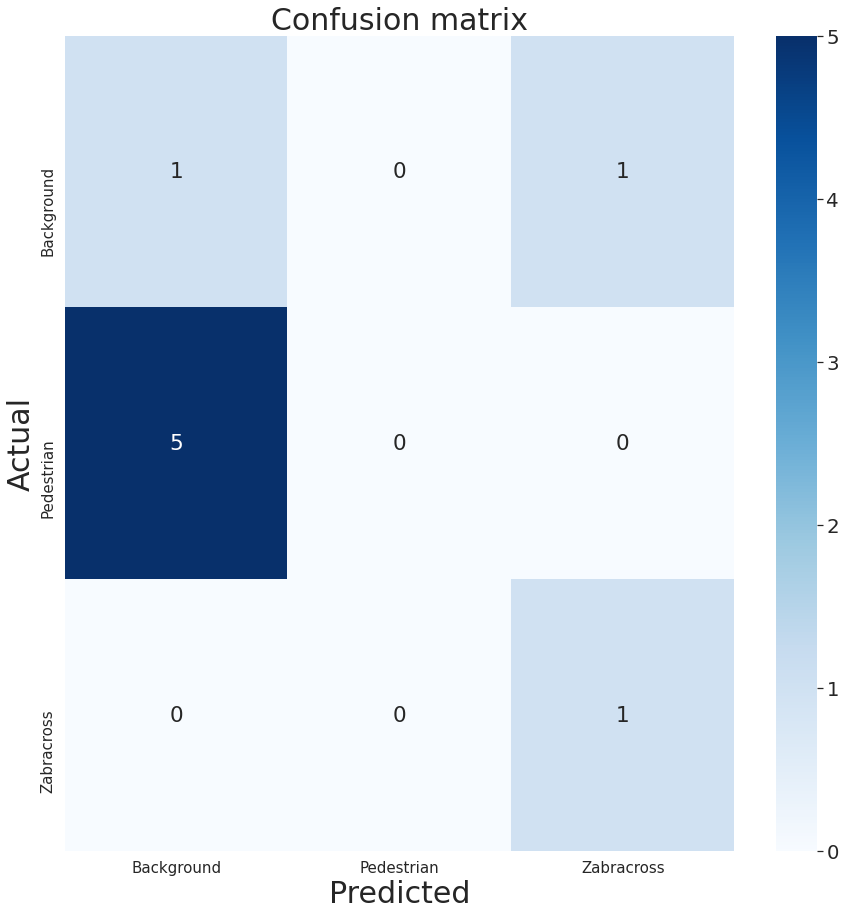 Confusion matrix
5
4
3
2
1
0
Actual
Background
1 0 1
Pedestrian
5 0 0
Zabracross
0 0 1
Background Pedestrian Zabracross
Predicted